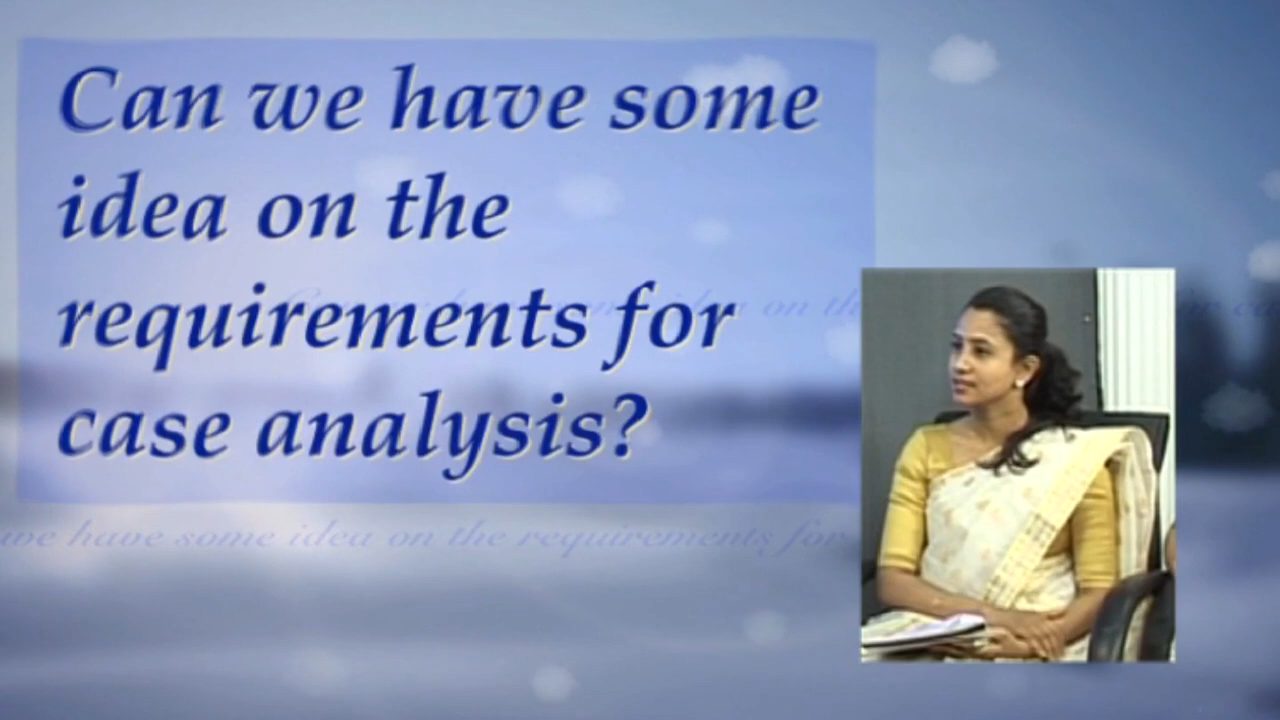 Can we have some
idea on the
requirements for
case analysis?
we have some idea on the requirements for